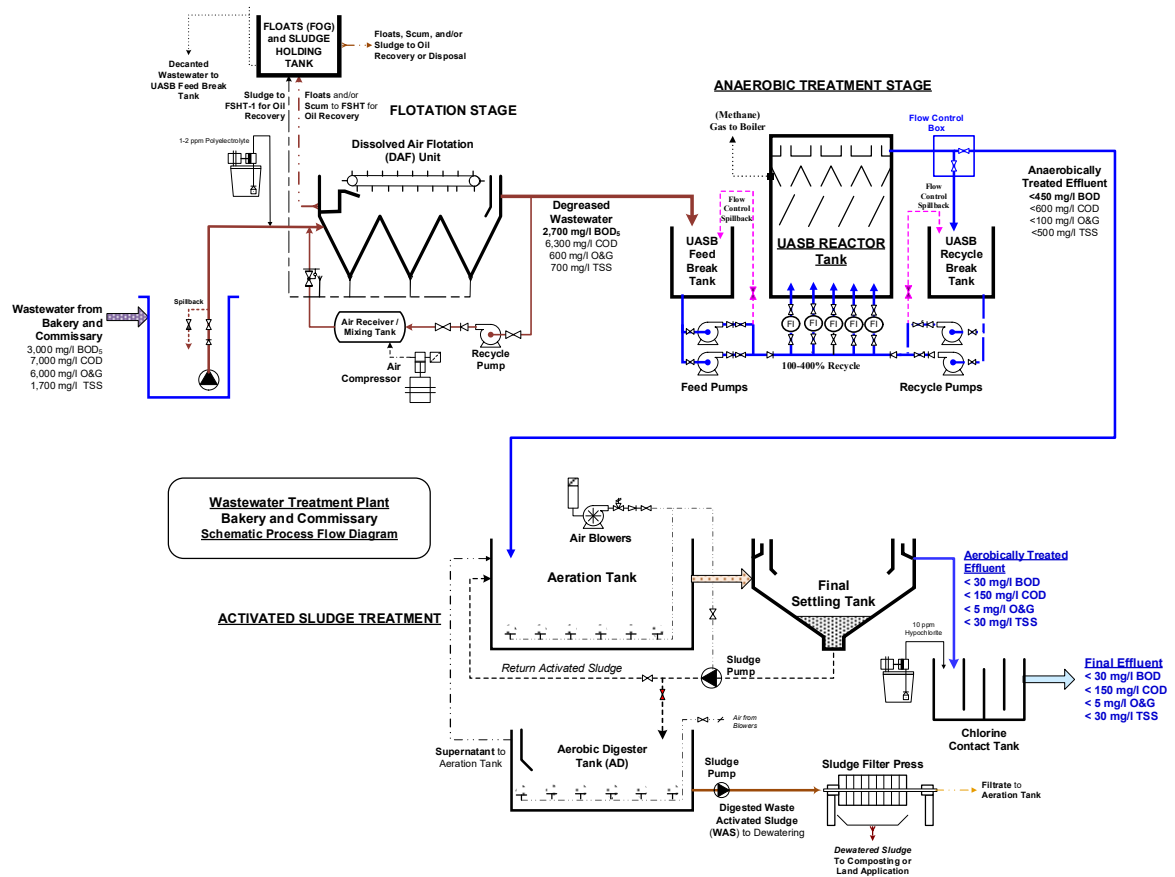 FLOATS (FOG)
and SLUDGE
HOLDING
TANK
Floats, Scum, and/or
Sludge to Oil
Recovery or Disposal
Decanted
Wastewater to
UASB Feed Break
Tank
Sludge to
FSHT-1 for Oil
Recovery
Floats and/or
Scum to FSHT for
Oil Recovery
FLOTATION STAGE
1-2 ppm Polyelectrolyte
Dissolved Air Flotation
(DAF) Unit
Degreased
Wastewater
2,700 mg/l BOD₅
6,300 mg/l COD
600 mg/l O&G
700 mg/l TSS
Wastewater from
Bakery and
Commissary
3,000 mg/l BOD₅
7,000 mg/l COD
6,000 mg/l O&G
1,700 mg/l TSS
Spillback
Air Receiver /
Mixing Tank
Air
Compressor
Recycle
Pump
ANAEROBIC TREATMENT STAGE
(Methane)
Gas to Boiler
Flow Control
Box
Flow
Control
Spillback
UASB
Feed
Break
Tank
UASB REACTOR
Tank
Flow
Control
Spillback
UASB
Recycle
Break
Tank
Anaerobically
Treated Effluent
<450 mg/l BOD
<600 mg/l COD
<100 mg/l O&G
<500 mg/l TSS
FI
FI
FI
FI
FI
100-400% Recycle
Feed Pumps
Recycle Pumps
Wastewater Treatment Plant
Bakery and Commissary
Schematic Process Flow Diagram
ACTIVATED SLUDGE TREATMENT
Air Blowers
Aeration Tank
Final
Settling Tank
Aerobically Treated
Effluent
< 30 mg/l BOD
< 150 mg/l COD
< 5 mg/l O&G
< 30 mg/l TSS
10 ppm
Hypochlorite
Return Activated Sludge
Sludge
Pump
Chlorine
Contact Tank
Final Effluent
< 30 mg/l BOD
< 150 mg/l COD
< 5 mg/l O&G
< 30 mg/l TSS
Supernatant to
Aeration Tank
Aerobic Digester
Tank (AD)
Air from
Blowers
Sludge
Pump
Digested Waste
Activated Sludge
(WAS) to Dewatering
Sludge Filter Press
Filtrate to
Aeration Tank
Dewatered Sludge
To Composting or
Land Application